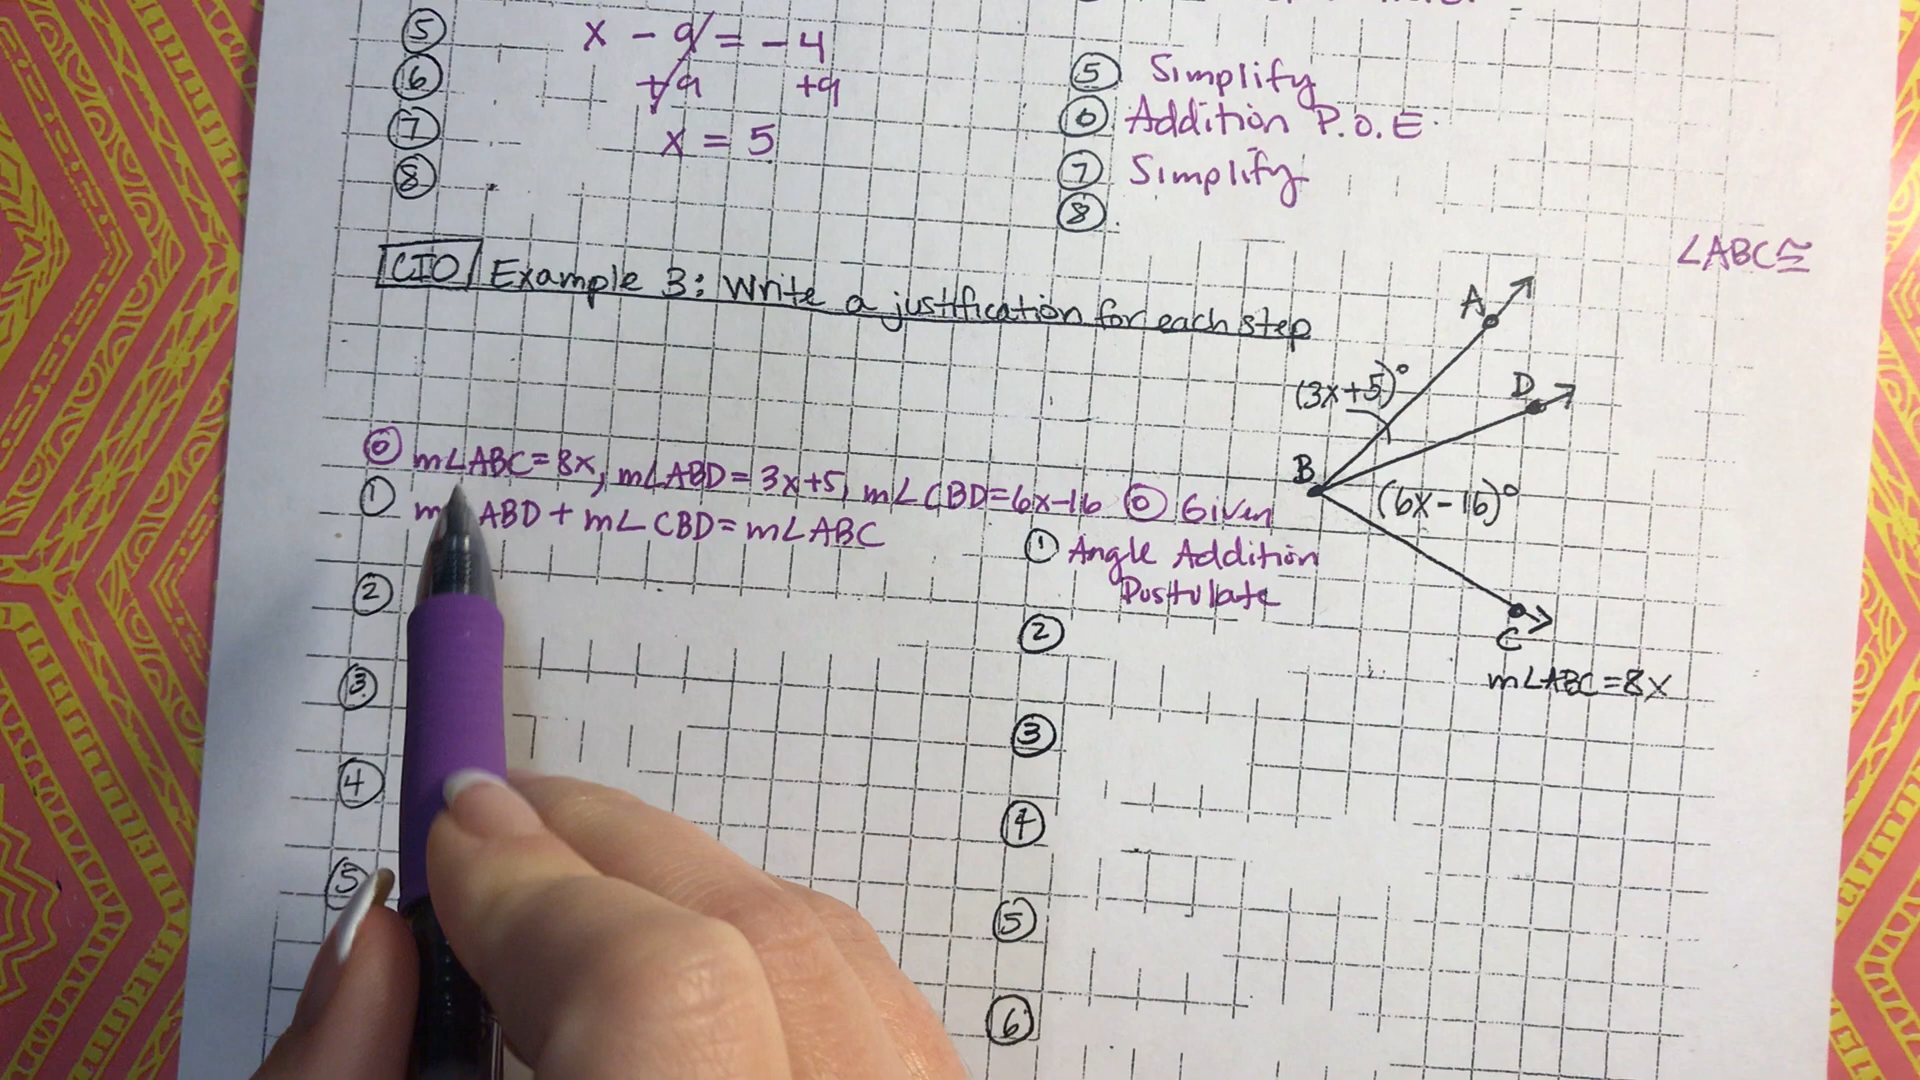 ⑤ x - 9 = -4
⑥ +9 +9
⑦ x = 5
⑧
⑤ Simplify
⑥ Addition P.O.E.
⑦ Simplify
⑧
CIO Example 3: Write a justification for each step
∠ABC≅
A
(3x+5)°
D
B
(6x-16)°
C
m∠ABC=8x
⓪ m∠ABC=8x, m∠ABD=3x+5, m∠CBD=6x-16 ⓪ Given
① m ABD + m∠CBD = m∠ABC
① Angle Addition
Postulate
②
③
④
⑤
②
③
④
⑤
⑥